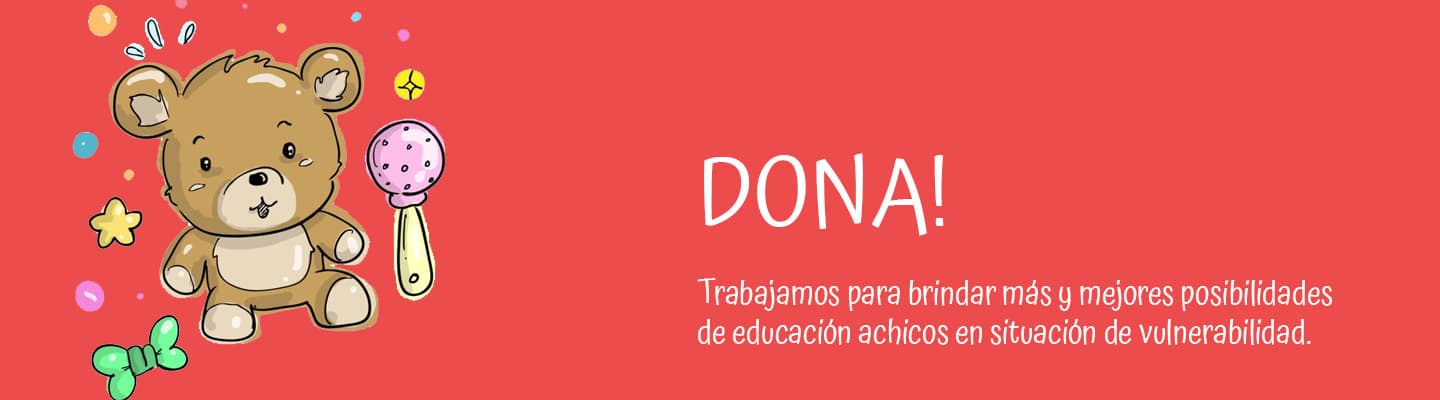 DONA!
Trabajamos para brindar más y mejores posibilidades
de educación achicos en situación de vulnerabilidad.